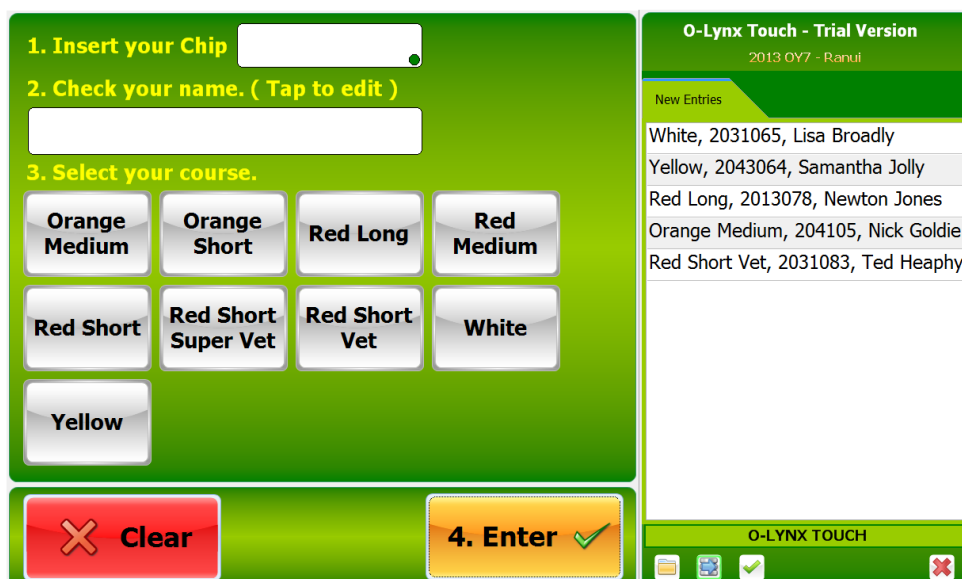 1. Insert your Chip
2. Check your name. ( Tap to edit )
3. Select your course.
Orange Medium
Orange Short
Red Long
Red Medium
Red Short
Red Short Super Vet
Red Short Vet
White
Yellow
Clear
4. Enter
O-Lynx Touch - Trial Version
2013 OY7 - Ranui
New Entries
White, 2031065, Lisa Broadly
Yellow, 2043064, Samantha Jolly
Red Long, 2013078, Newton Jones
Orange Medium, 204105, Nick Goldie
Red Short Vet, 2031083, Ted Heaphy
O-LYNX TOUCH